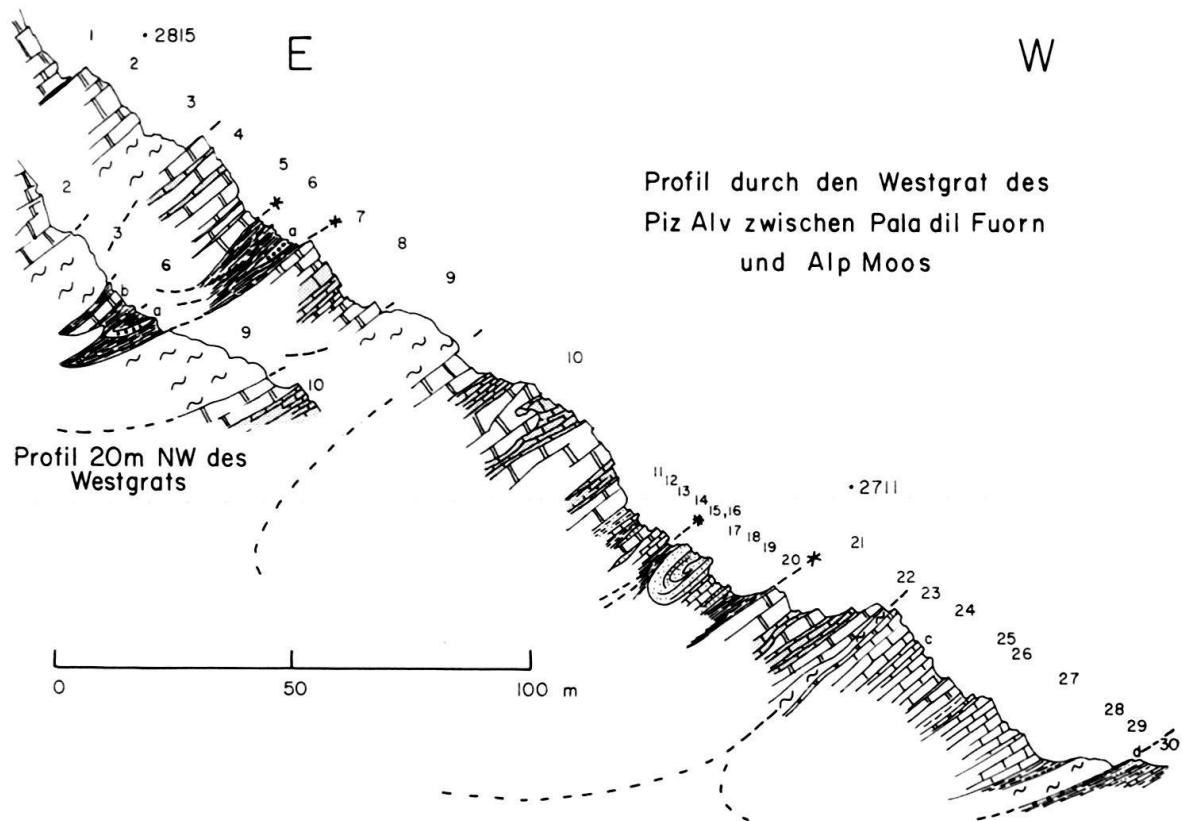 E
W
Profil durch den Westgrat des
Piz Alv zwischen Pala dil Fuorn
und Alp Moos
1
• 2815
2
3
4
5
6
7
8
9
10
a
2
3
6
b
a
9
10
Profil 20m NW des
Westgrats
11
12
13
14
15,16
17
18
19
20
• 2711
21
22
23
24
c
25
26
27
28
29
d
30
0 50 100 m